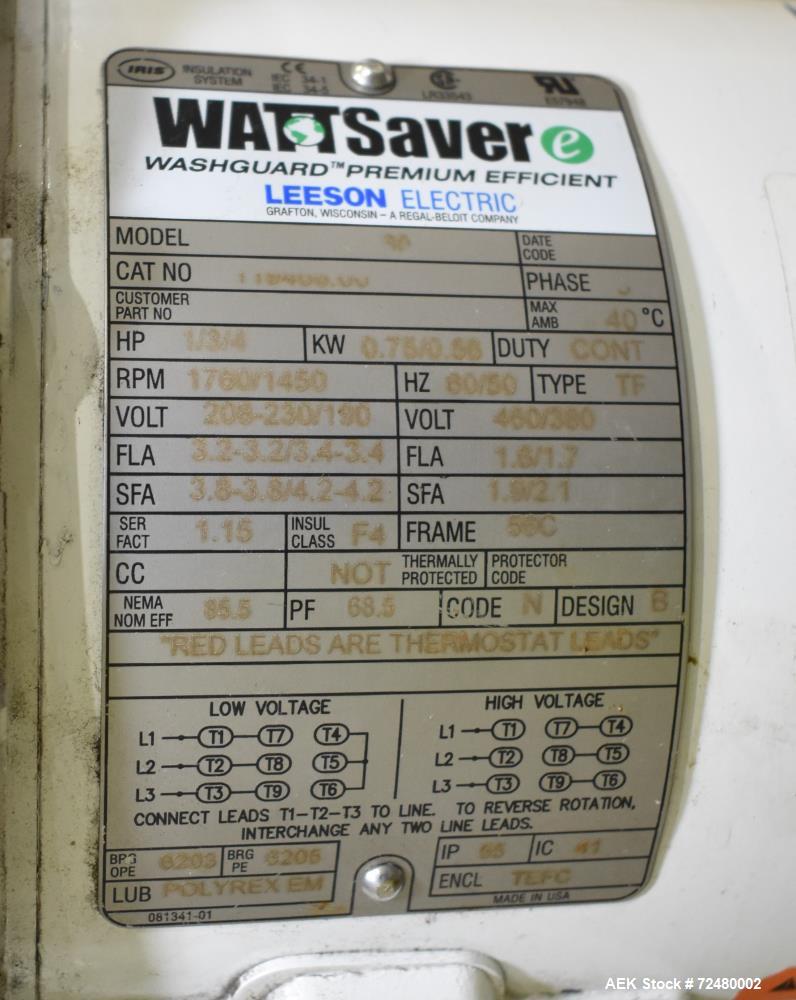 IRIS INSULATION SYSTEM CE IEC 34-1 IEC 34-5 LR33543
WATTSaver e
WASHGUARD™ PREMIUM EFFICIENT
LEESON ELECTRIC
GRAFTON, WISCONSIN – A REGAL-BELOIT COMPANY
MODEL DATE CODE
CAT NO PHASE
CUSTOMER PART NO MAX AMB 40 °C
HP 1/3/4 KW 0.75/0.56 DUTY CONT
RPM 1760/1450 HZ 60/50 TYPE TF
VOLT 208-230/190 VOLT 460/380
FLA 3.2-3.2/3.4-3.4 FLA 1.6/1.7
SFA 3.8-3.8/4.2-4.2 SFA 1.9/2.1
SER FACT 1.15 INSUL CLASS F4 FRAME 56C
CC NOT THERMALLY PROTECTED PROTECTOR CODE
NEMA NOM EFF 85.5 PF 68.5 CODE N DESIGN B
"RED LEADS ARE THERMOSTAT LEADS"
LOW VOLTAGE HIGH VOLTAGE
L1 T1 T7 T4 L1 T1 T7 T4
L2 T2 T8 T5 L2 T2 T8 T5
L3 T3 T9 T6 L3 T3 T9 T6
CONNECT LEADS T1-T2-T3 TO LINE. TO REVERSE ROTATION,
INTERCHANGE ANY TWO LINE LEADS.
BRG OPE 6203 BRG PE 6205 IP IC 41
LUB POLYREX EM ENCL TEFC
081341-01 MADE IN USA
AEK Stock # 72480002